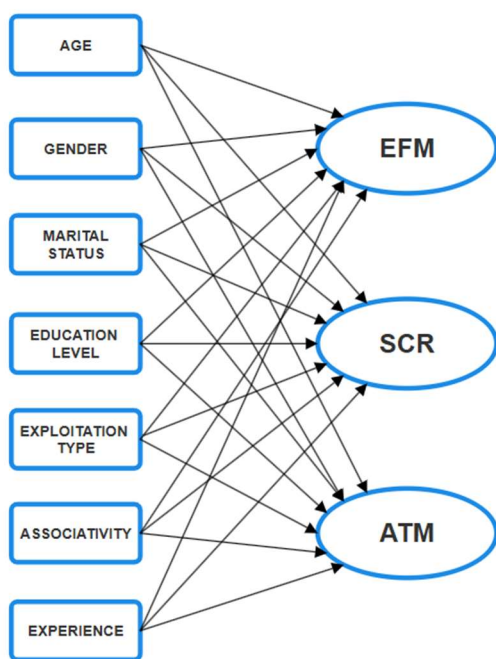 AGE
GENDER
MARITAL
STATUS
EDUCATION
LEVEL
EXPLOITATION
TYPE
ASSOCIATIVITY
EXPERIENCE
EFM
SCR
ATM